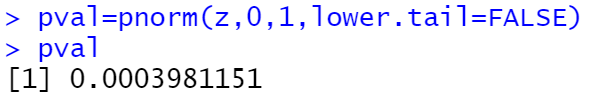 > pval=pnorm(z,0,1,lower.tail=FALSE)
> pval
[1] 0.0003981151